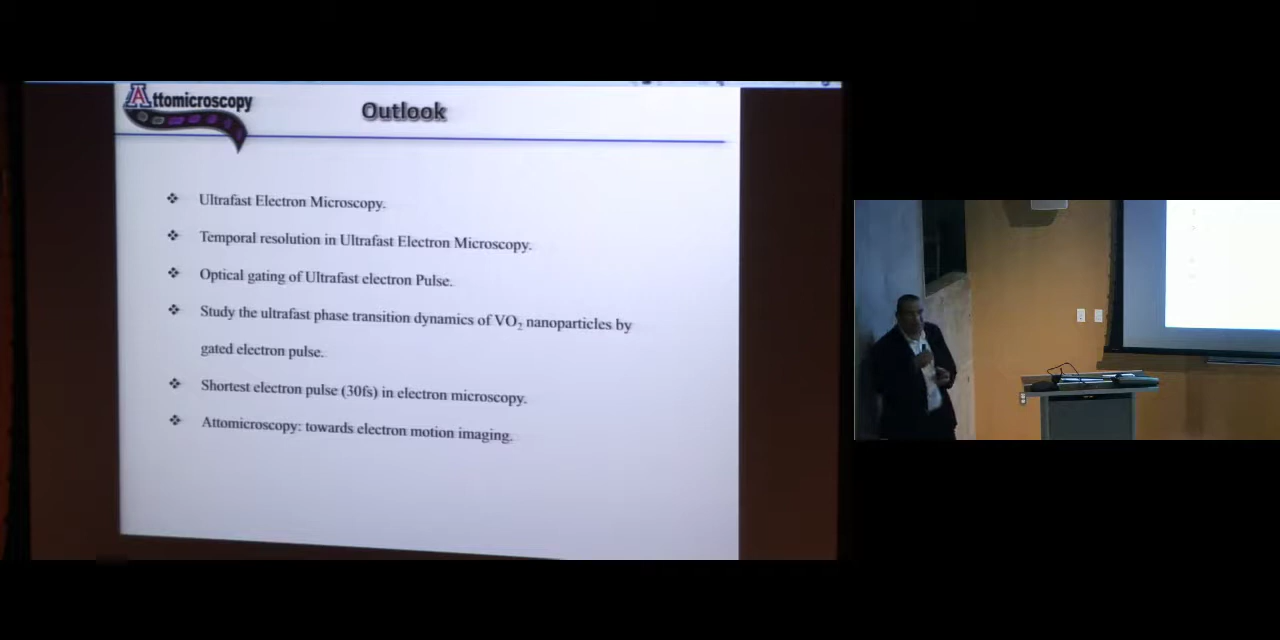 Attomicroscopy
Outlook
❖ Ultrafast Electron Microscopy.
❖ Temporal resolution in Ultrafast Electron Microscopy.
❖ Optical gating of Ultrafast electron Pulse.
❖ Study the ultrafast phase transition dynamics of VO₂ nanoparticles by
gated electron pulse.
❖ Shortest electron pulse (30fs) in electron microscopy.
❖ Attomicroscopy: towards electron motion imaging.